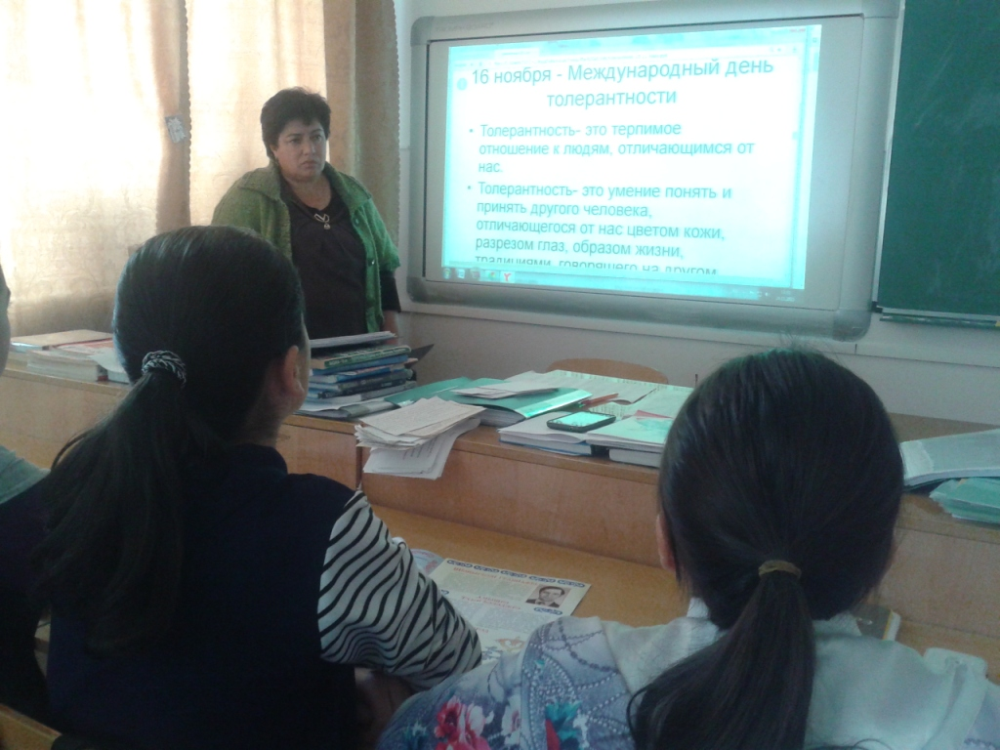 16 ноября - Международный день
толерантности
• Толерантность- это терпимое
отношение к людям, отличающимся от
нас.
• Толерантность- это умение понять и
принять другого человека,
отличающегося от нас цветом кожи,
разрезом глаз, образом жизни,
традициями, говорящего на другом